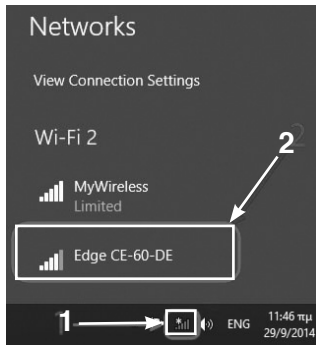 Networks
View Connection Settings
Wi-Fi 2
2
MyWireless
Limited
Edge CE-60-DE
1
ENG
11:46 πμ
29/9/2014